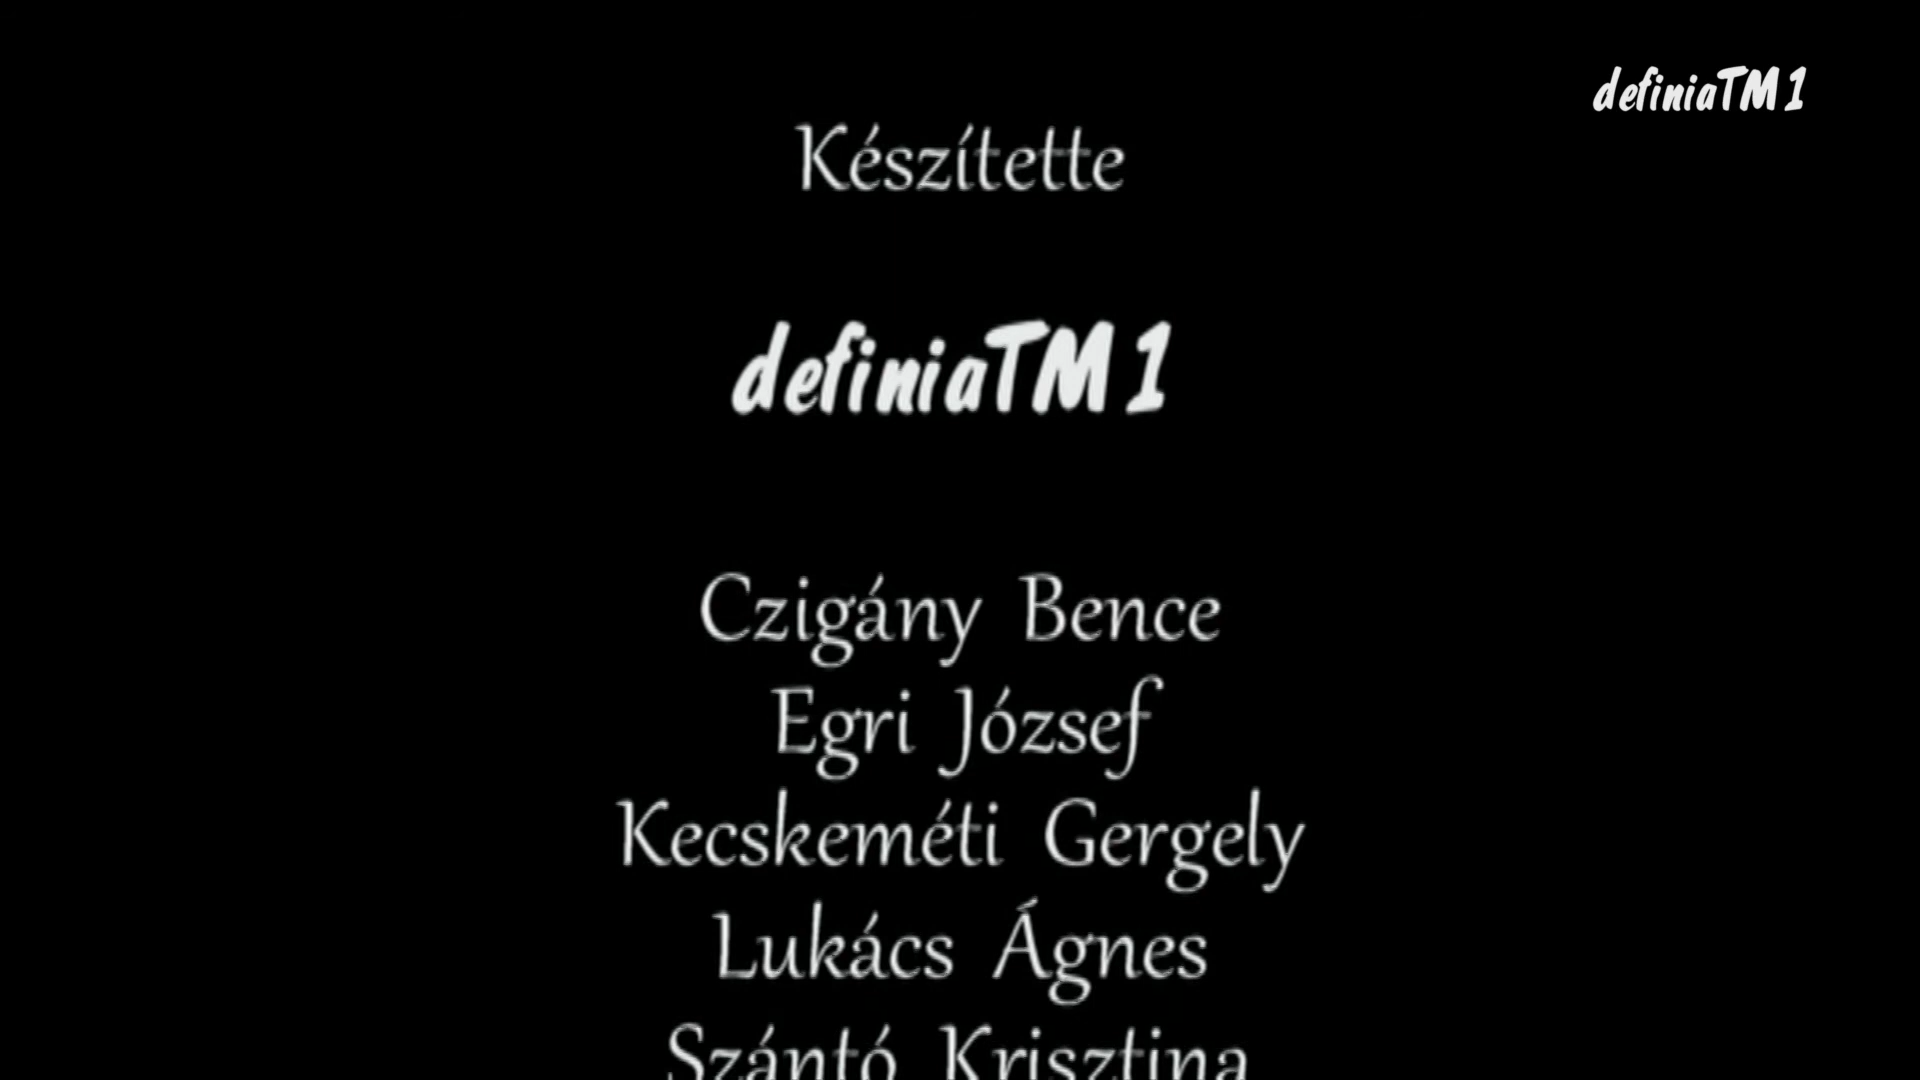 definiaTM1
Készítette
definiaTM1
Czigány Bence
Egri József
Kecskeméti Gergely
Lukács Ágnes
Szántó Krisztina